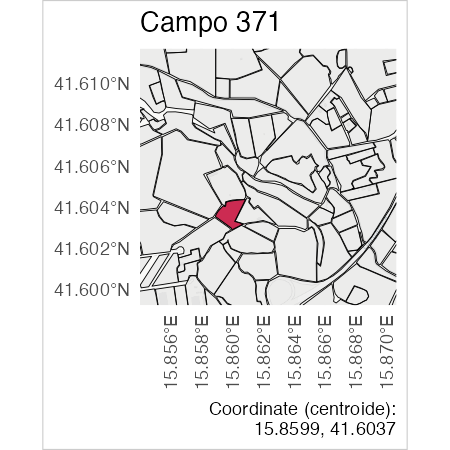 Campo 371
41.610°N
41.608°N
41.606°N
41.604°N
41.602°N
41.600°N
15.856°E
15.858°E
15.860°E
15.862°E
15.864°E
15.866°E
15.868°E
15.870°E
Coordinate (centroide):
15.8599, 41.6037